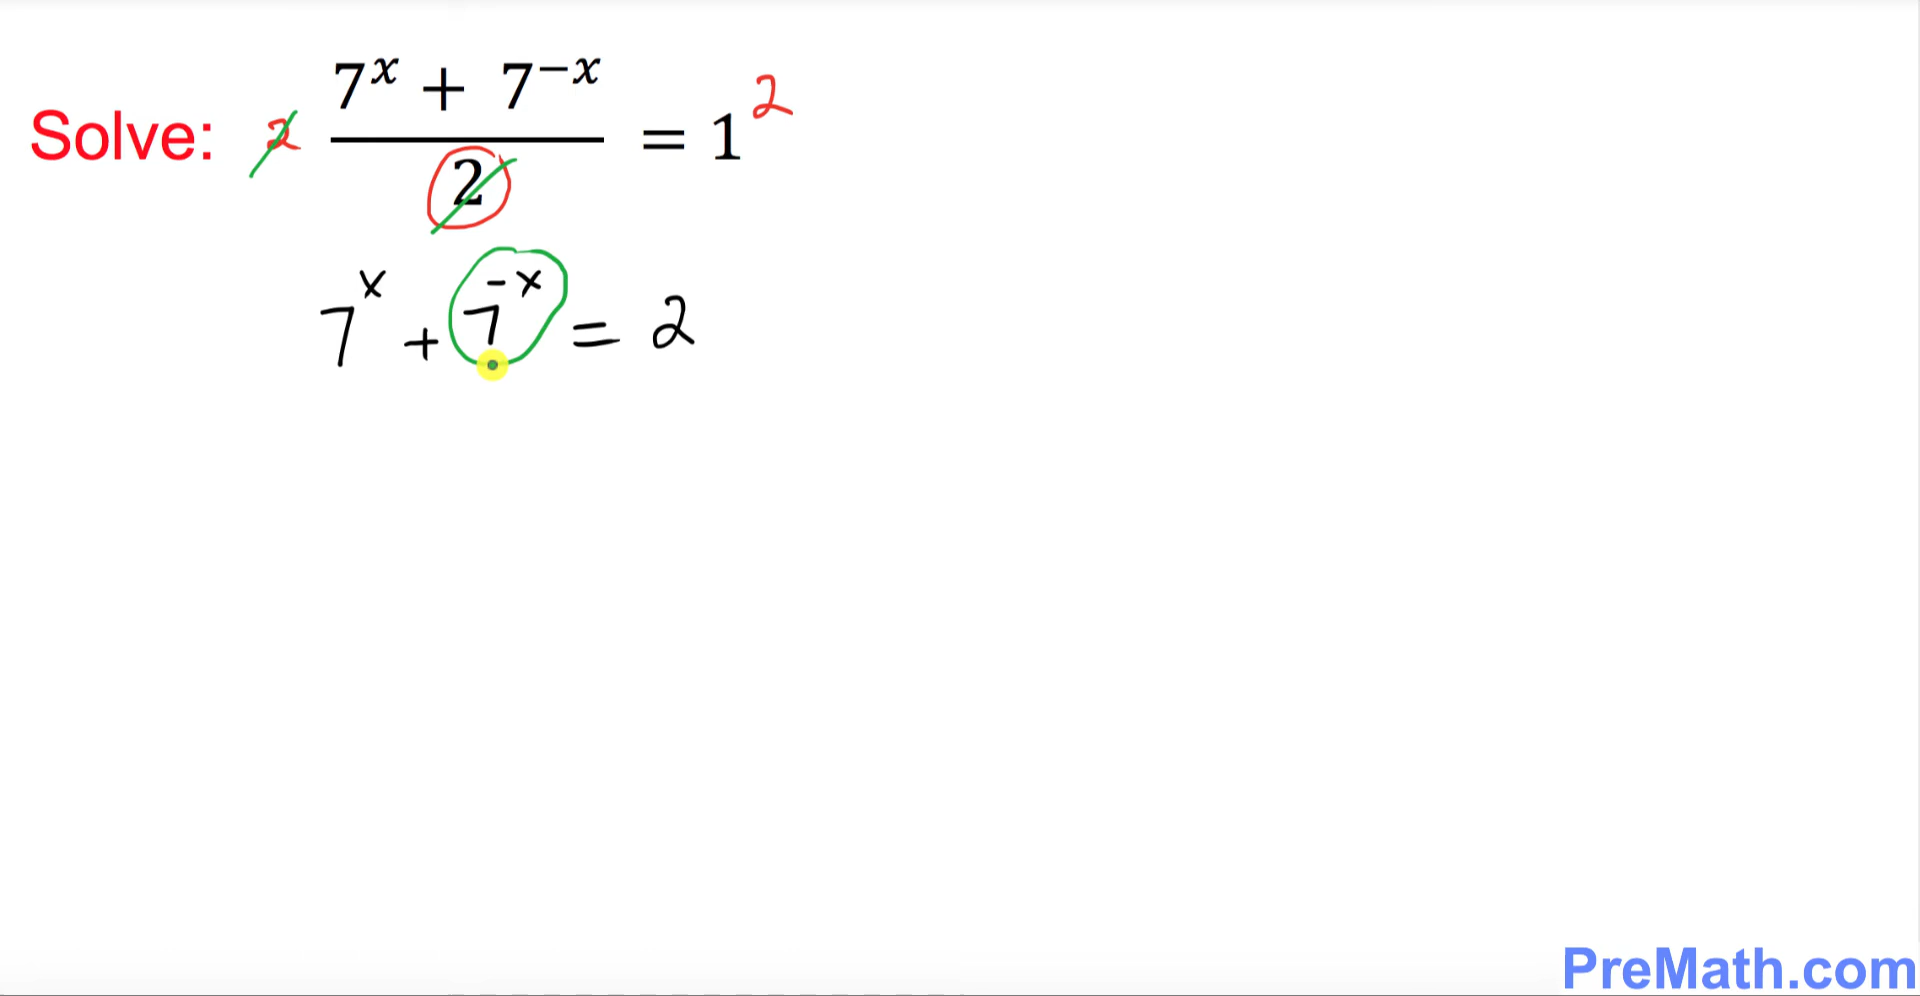 Solve: 2 (7^x + 7^−x)/2 = 1 2
7^x + 7^-x = 2
PreMath.com